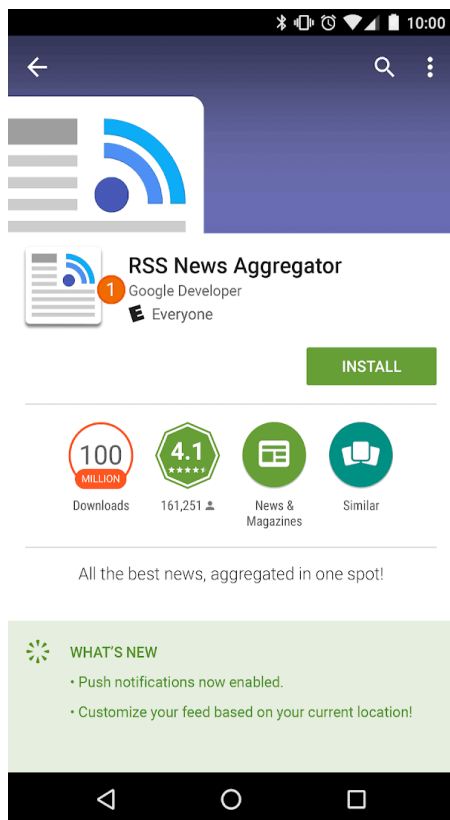 10:00
RSS News Aggregator
1
Google Developer
E Everyone
INSTALL
100
MILLION
4.1
Downloads
161,251
News &
Magazines
Similar
All the best news, aggregated in one spot!
WHAT'S NEW
• Push notifications now enabled.
• Customize your feed based on your current location!